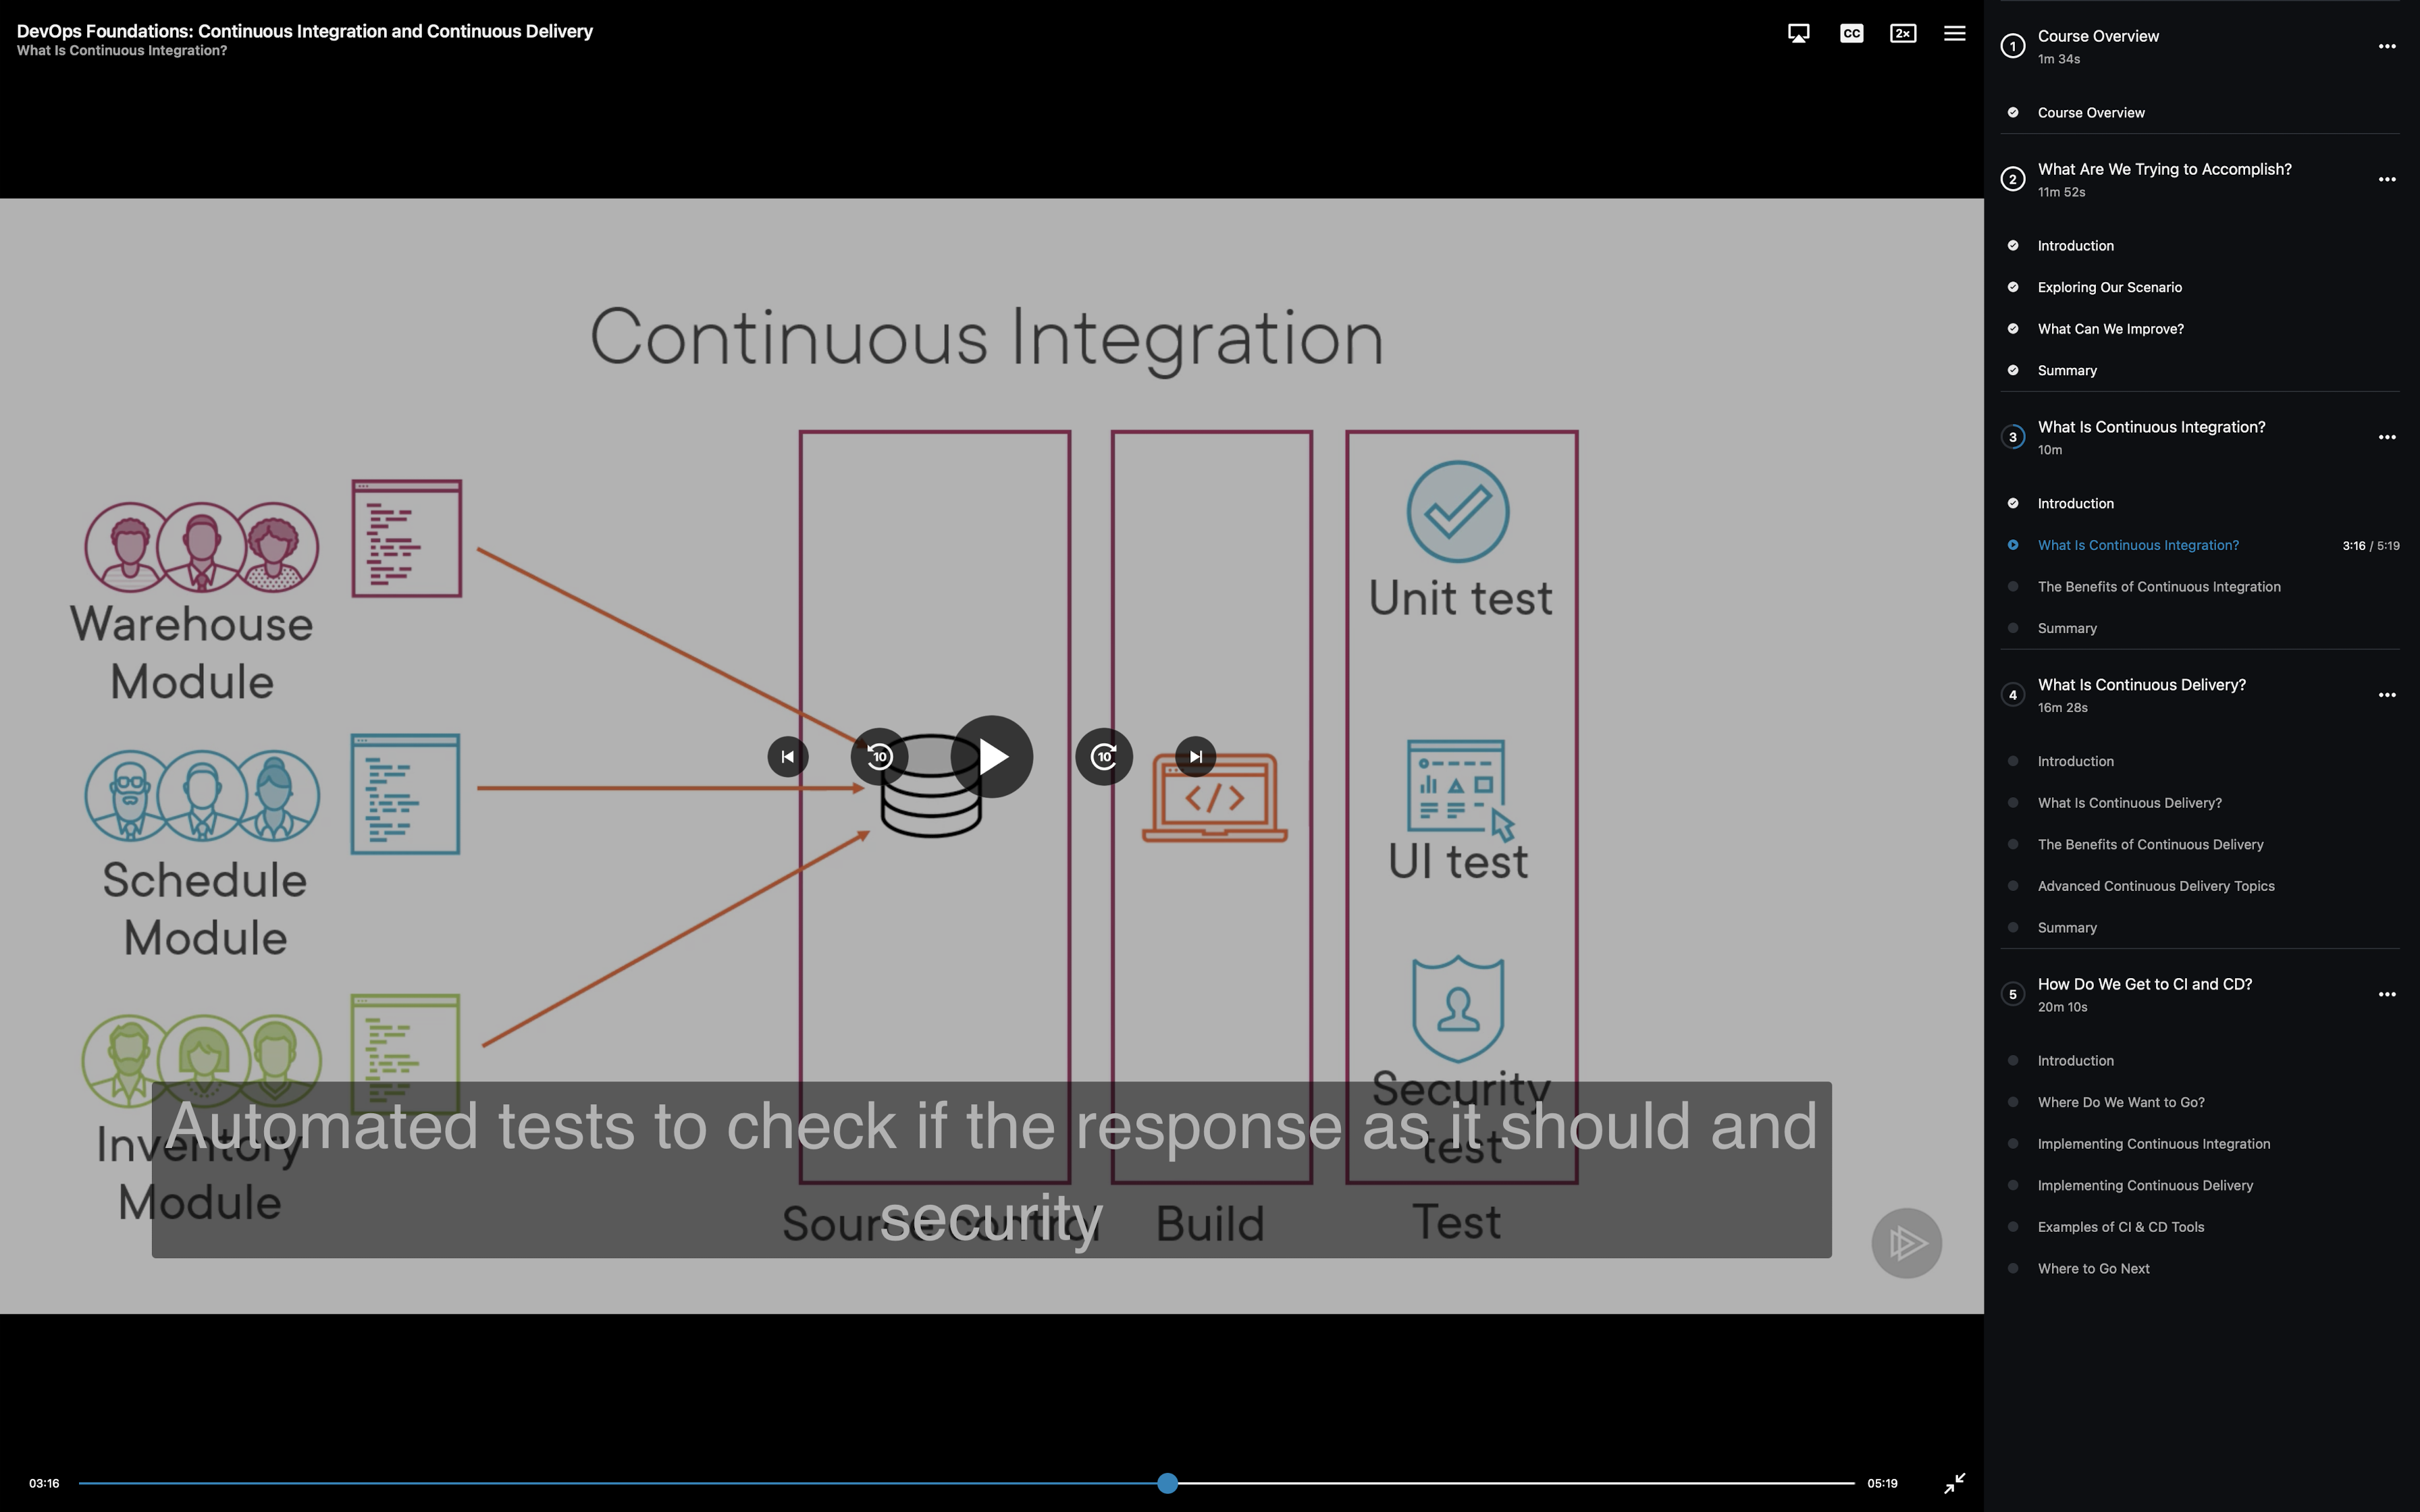 DevOps Foundations: Continuous Integration and Continuous Delivery
What Is Continuous Integration?
CC
2×
Continuous Integration
Warehouse
Module
Schedule
Module
Inventory
Module
10
10
</>
Unit test
UI test
Security
test
Source control
Build
Test
Automated tests to check if the response as it should and
security
03:16
05:19
1
Course Overview
1m 34s
Course Overview
2
What Are We Trying to Accomplish?
11m 52s
Introduction
Exploring Our Scenario
What Can We Improve?
Summary
3
What Is Continuous Integration?
10m
Introduction
What Is Continuous Integration? 3:16 / 5:19
The Benefits of Continuous Integration
Summary
4
What Is Continuous Delivery?
16m 28s
Introduction
What Is Continuous Delivery?
The Benefits of Continuous Delivery
Advanced Continuous Delivery Topics
Summary
5
How Do We Get to CI and CD?
20m 10s
Introduction
Where Do We Want to Go?
Implementing Continuous Integration
Implementing Continuous Delivery
Examples of CI & CD Tools
Where to Go Next